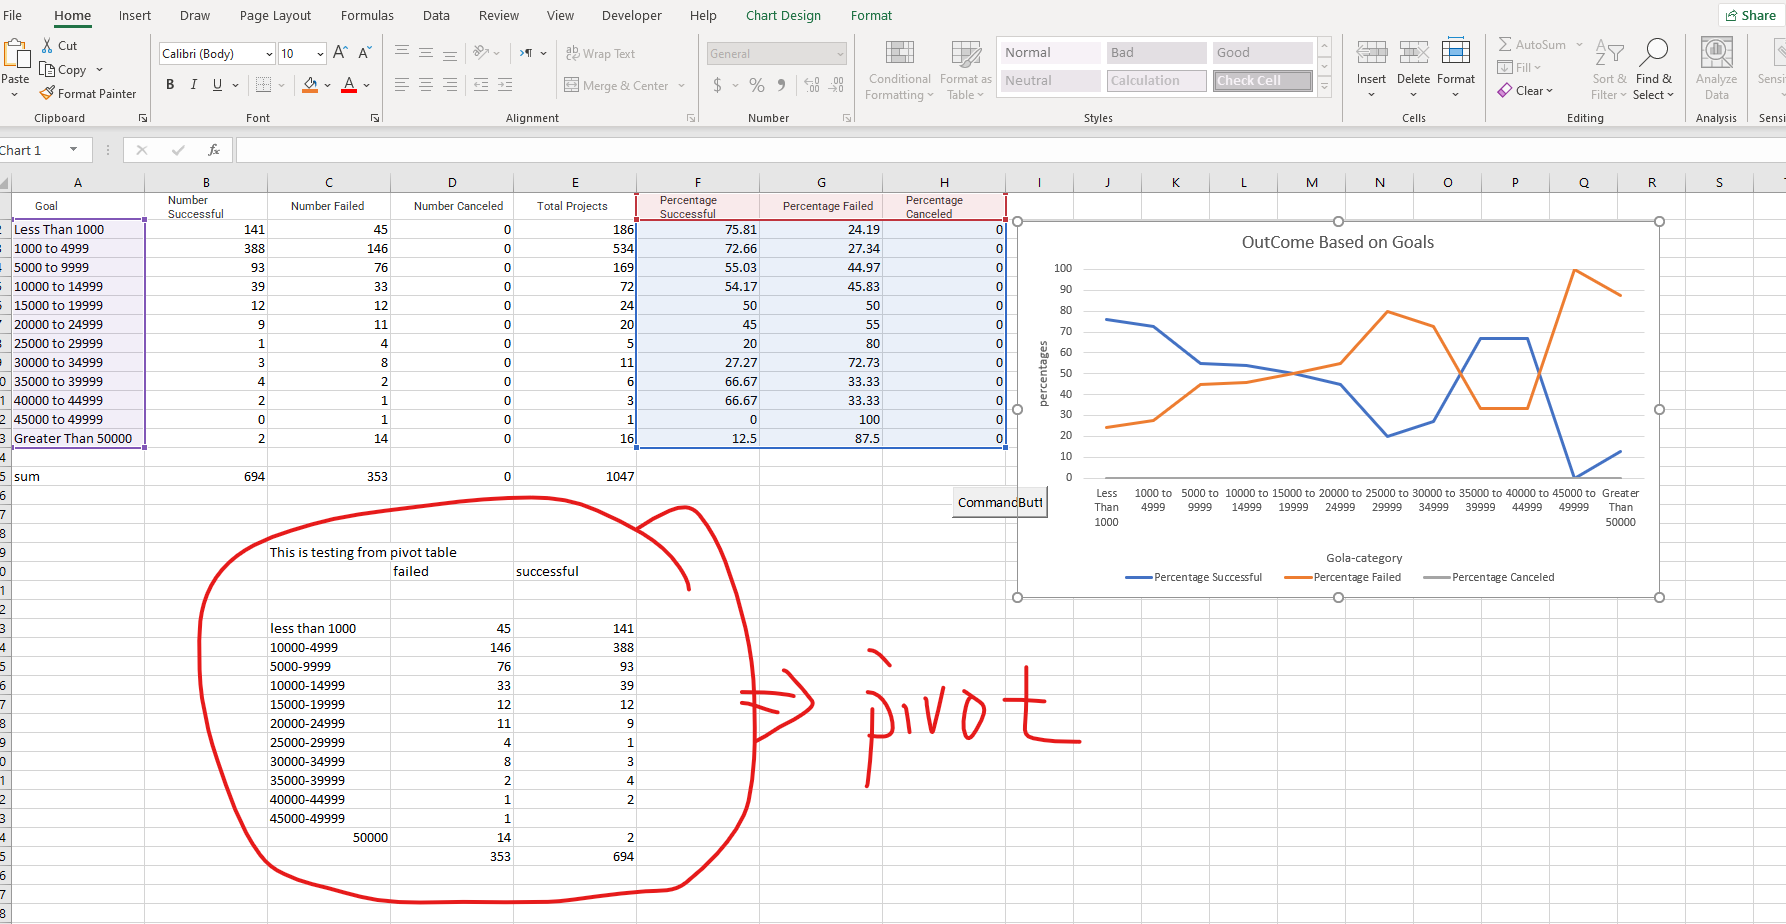 File Home Insert Draw Page Layout Formulas Data Review View Developer Help Chart Design Format Share
Paste
Cut
Copy
Format Painter
Clipboard
Calibri (Body) 10
B I U
Font
Wrap Text
Merge & Center
Alignment
General
$ % 9
Number
Conditional Formatting
Format as Table
Normal Bad Good
Neutral Calculation Check Cell
Styles
Insert Delete Format
Cells
AutoSum
Fill
Clear
Sort & Filter
Find & Select
Editing
Analyze Data
Analysis
Chart 1 fx
A B C D E F G H I J K L M N O P Q R S
Goal Number Successful Number Failed Number Canceled Total Projects Percentage Successful Percentage Failed Percentage Canceled
Less Than 1000 141 45 0 186 75.81 24.19 0
1000 to 4999 388 146 0 534 72.66 27.34 0
5000 to 9999 93 76 0 169 55.03 44.97 0
10000 to 14999 39 33 0 72 54.17 45.83 0
15000 to 19999 12 12 0 24 50 50 0
20000 to 24999 9 11 0 20 45 55 0
25000 to 29999 1 4 0 5 20 80 0
30000 to 34999 3 8 0 11 27.27 72.73 0
35000 to 39999 4 2 0 6 66.67 33.33 0
40000 to 44999 2 1 0 3 66.67 33.33 0
45000 to 49999 0 1 0 1 0 100 0
Greater Than 50000 2 14 0 16 12.5 87.5 0
sum 694 353 0 1047
CommandButt
OutCome Based on Goals
percentages
100
90
80
70
60
50
40
30
20
10
0
Less Than 1000 1000 to 4999 5000 to 9999 10000 to 14999 15000 to 19999 20000 to 24999 25000 to 29999 30000 to 34999 35000 to 39999 40000 to 44999 45000 to 49999 Greater Than 50000
Gola-category
Percentage Successful Percentage Failed Percentage Canceled
This is testing from pivot table
failed successful
less than 1000 45 141
10000-4999 146 388
5000-9999 76 93
10000-14999 33 39
15000-19999 12 12
20000-24999 11 9
25000-29999 4 1
30000-34999 8 3
35000-39999 2 4
40000-44999 1 2
45000-49999 1
50000 14 2
353 694
pivot